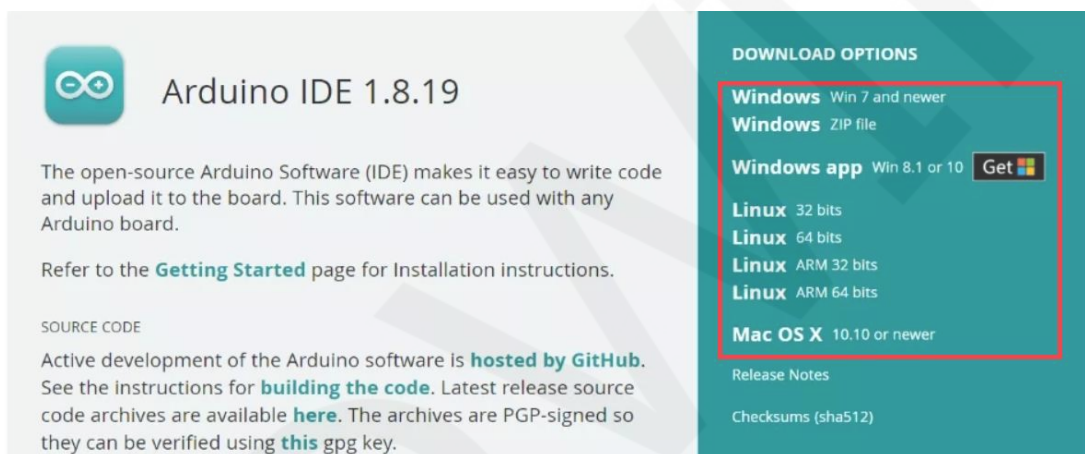 Arduino IDE 1.8.19
The open-source Arduino Software (IDE) makes it easy to write code
and upload it to the board. This software can be used with any
Arduino board.
Refer to the Getting Started page for Installation instructions.
SOURCE CODE
Active development of the Arduino software is hosted by GitHub.
See the instructions for building the code. Latest release source
code archives are available here. The archives are PGP-signed so
they can be verified using this gpg key.
DOWNLOAD OPTIONS
Windows Win 7 and newer
Windows ZIP file
Windows app Win 8.1 or 10 Get
Linux 32 bits
Linux 64 bits
Linux ARM 32 bits
Linux ARM 64 bits
Mac OS X 10.10 or newer
Release Notes
Checksums (sha512)